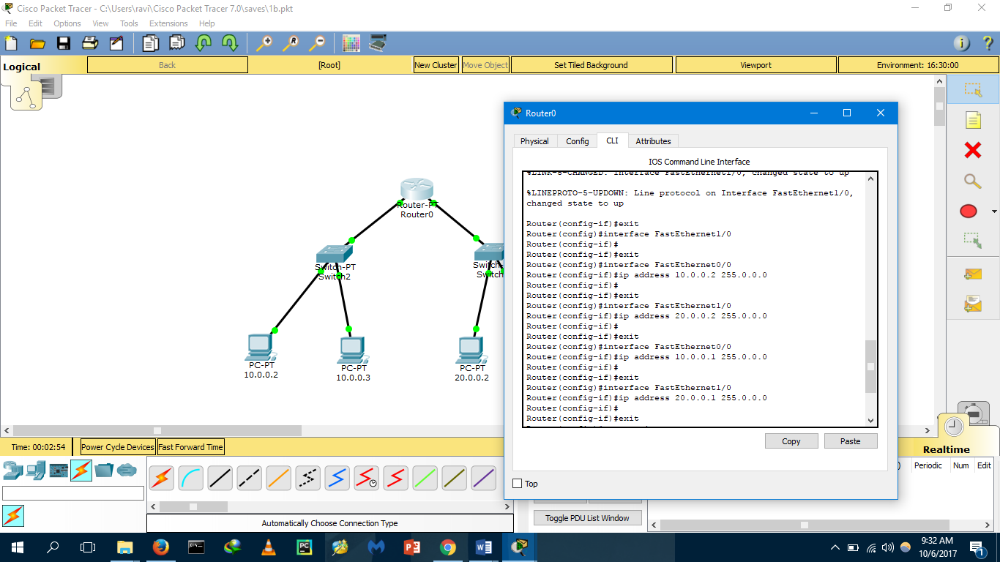 Cisco Packet Tracer - C:\Users\ravi\Cisco Packet Tracer 7.0\saves\1b.pkt
File Edit Options View Tools Extensions Help
Logical
Back
[Root]
New Cluster
Move Object
Set Tiled Background
Viewport
Environment: 16:30:00
Router-PT
Router0
Switch-PT
Switch2
Switch-
Switch
PC-PT
10.0.0.2
PC-PT
10.0.0.3
PC-PT
20.0.0.2
Router0
Physical Config CLI Attributes
IOS Command Line Interface
%LINK-5-CHANGED: Interface FastEthernet1/0, changed state to up
%LINEPROTO-5-UPDOWN: Line protocol on Interface FastEthernet1/0,
changed state to up
Router(config-if)#exit
Router(config)#interface FastEthernet1/0
Router(config-if)#
Router(config-if)#exit
Router(config)#interface FastEthernet0/0
Router(config-if)#ip address 10.0.0.2 255.0.0.0
Router(config-if)#
Router(config-if)#exit
Router(config)#interface FastEthernet1/0
Router(config-if)#ip address 20.0.0.2 255.0.0.0
Router(config-if)#
Router(config-if)#exit
Router(config)#interface FastEthernet0/0
Router(config-if)#ip address 10.0.0.1 255.0.0.0
Router(config-if)#
Router(config-if)#exit
Router(config)#interface FastEthernet1/0
Router(config-if)#ip address 20.0.0.1 255.0.0.0
Router(config-if)#
Router(config-if)#exit
Copy
Paste
Top
Time: 00:02:54
Power Cycle Devices
Fast Forward Time
Realtime
) Periodic Num Edit
Automatically Choose Connection Type
Toggle PDU List Window
9:32 AM
10/6/2017
1